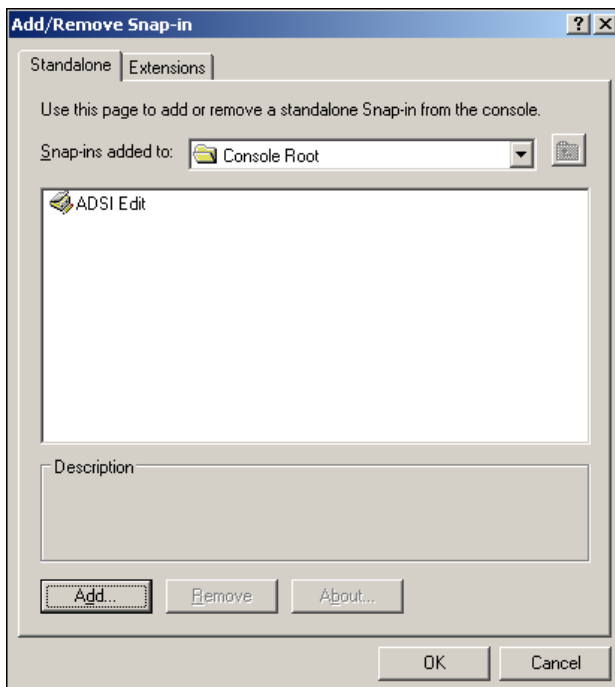 Add/Remove Snap-in
Standalone Extensions
Use this page to add or remove a standalone Snap-in from the console.
Snap-ins added to: Console Root
ADSI Edit
Description
Add... Remove About...
OK Cancel